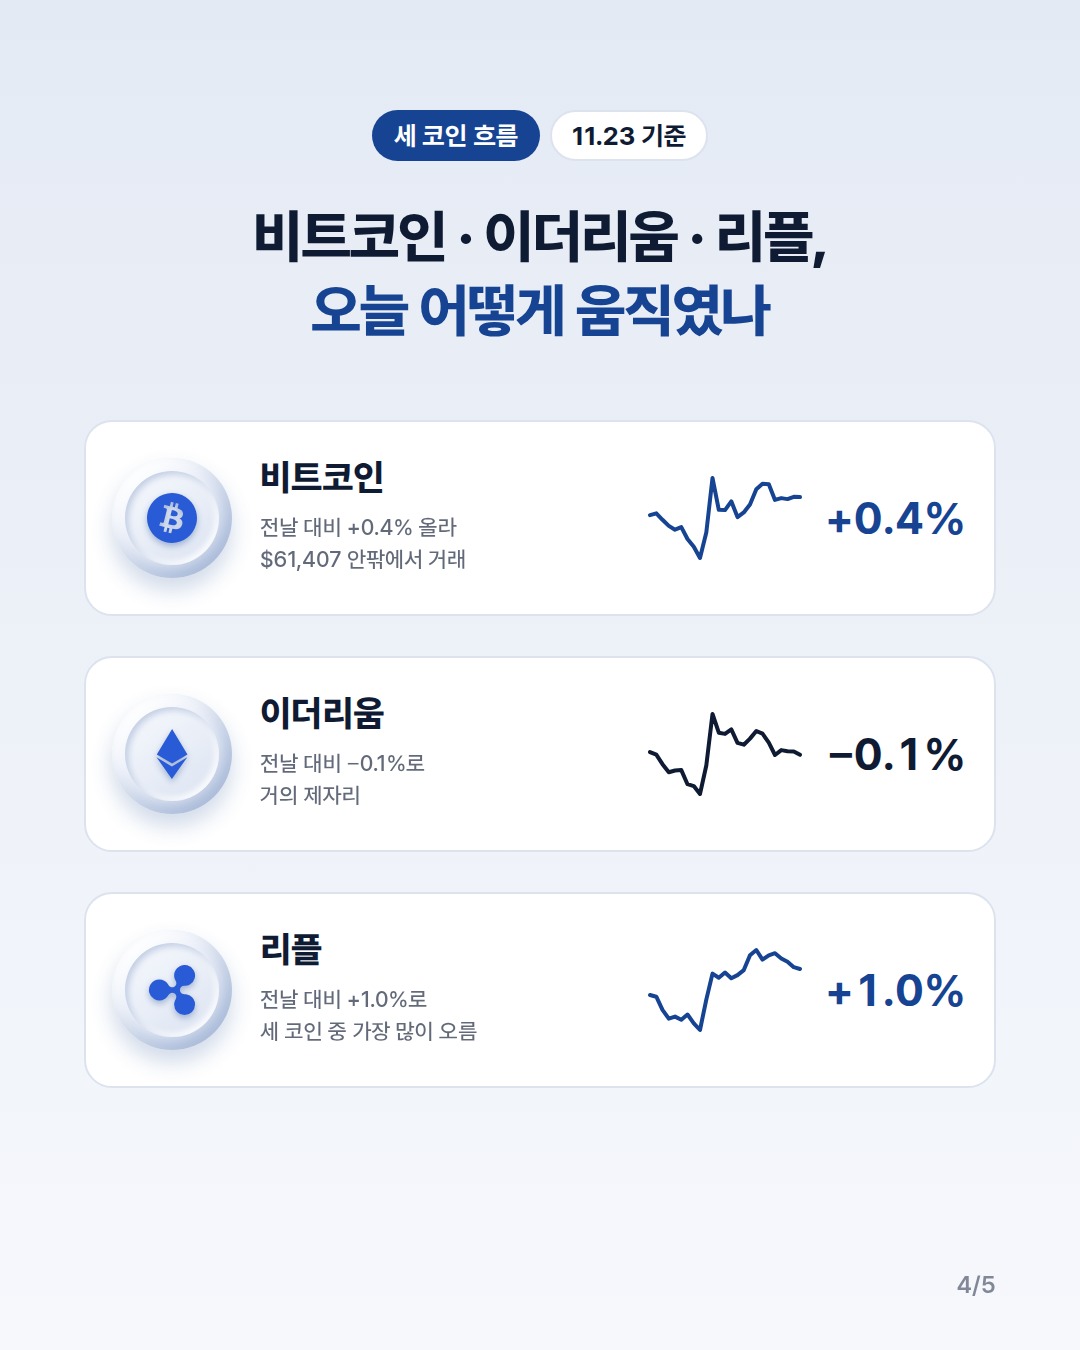 세 코인 흐름
11.23 기준
비트코인 · 이더리움 · 리플,
오늘 어떻게 움직였나
비트코인
전날 대비 +0.4% 올라
$61,407 안팎에서 거래
+0.4%
이더리움
전날 대비 −0.1%로
거의 제자리
−0.1%
리플
전날 대비 +1.0%로
세 코인 중 가장 많이 오름
+1.0%
4/5